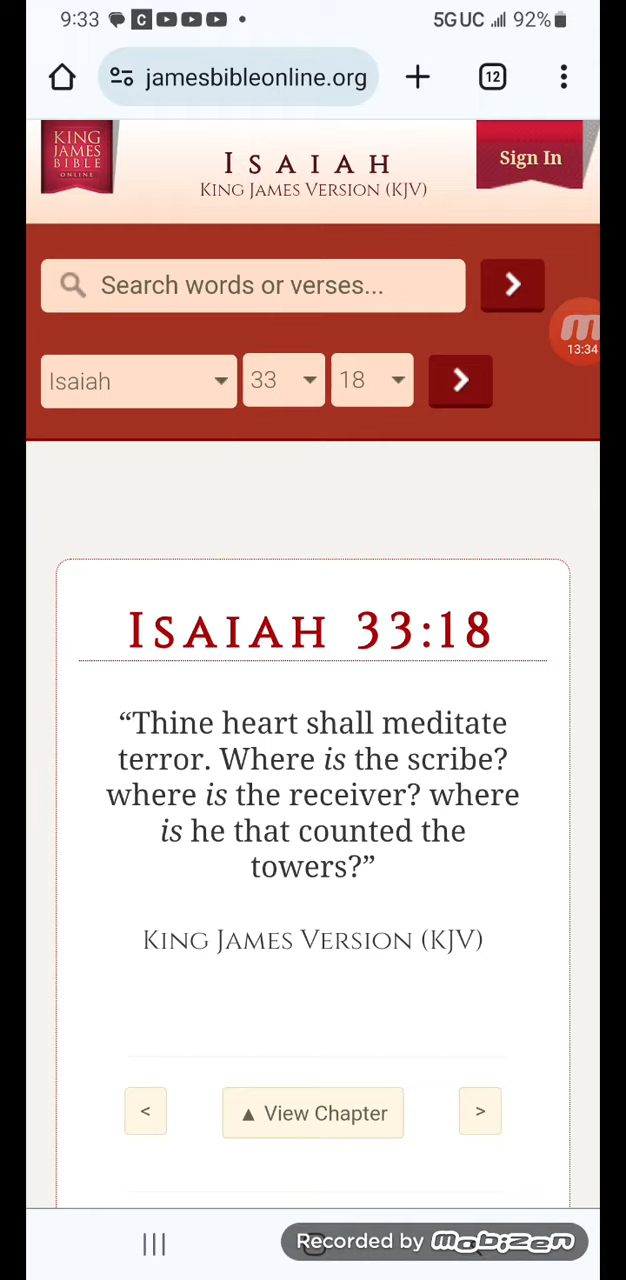 9:33 C 5G UC 92%
jamesbibleonline.org 12
KING
JAMES
BIBLE
ONLINE
ISAIAH
KING JAMES VERSION (KJV)
Sign In
Search words or verses...
m
13:34
Isaiah 33 18
ISAIAH 33:18
“Thine heart shall meditate
terror. Where is the scribe?
where is the receiver? where
is he that counted the
towers?”
KING JAMES VERSION (KJV)
< ▲ View Chapter >
Recorded by mobizen